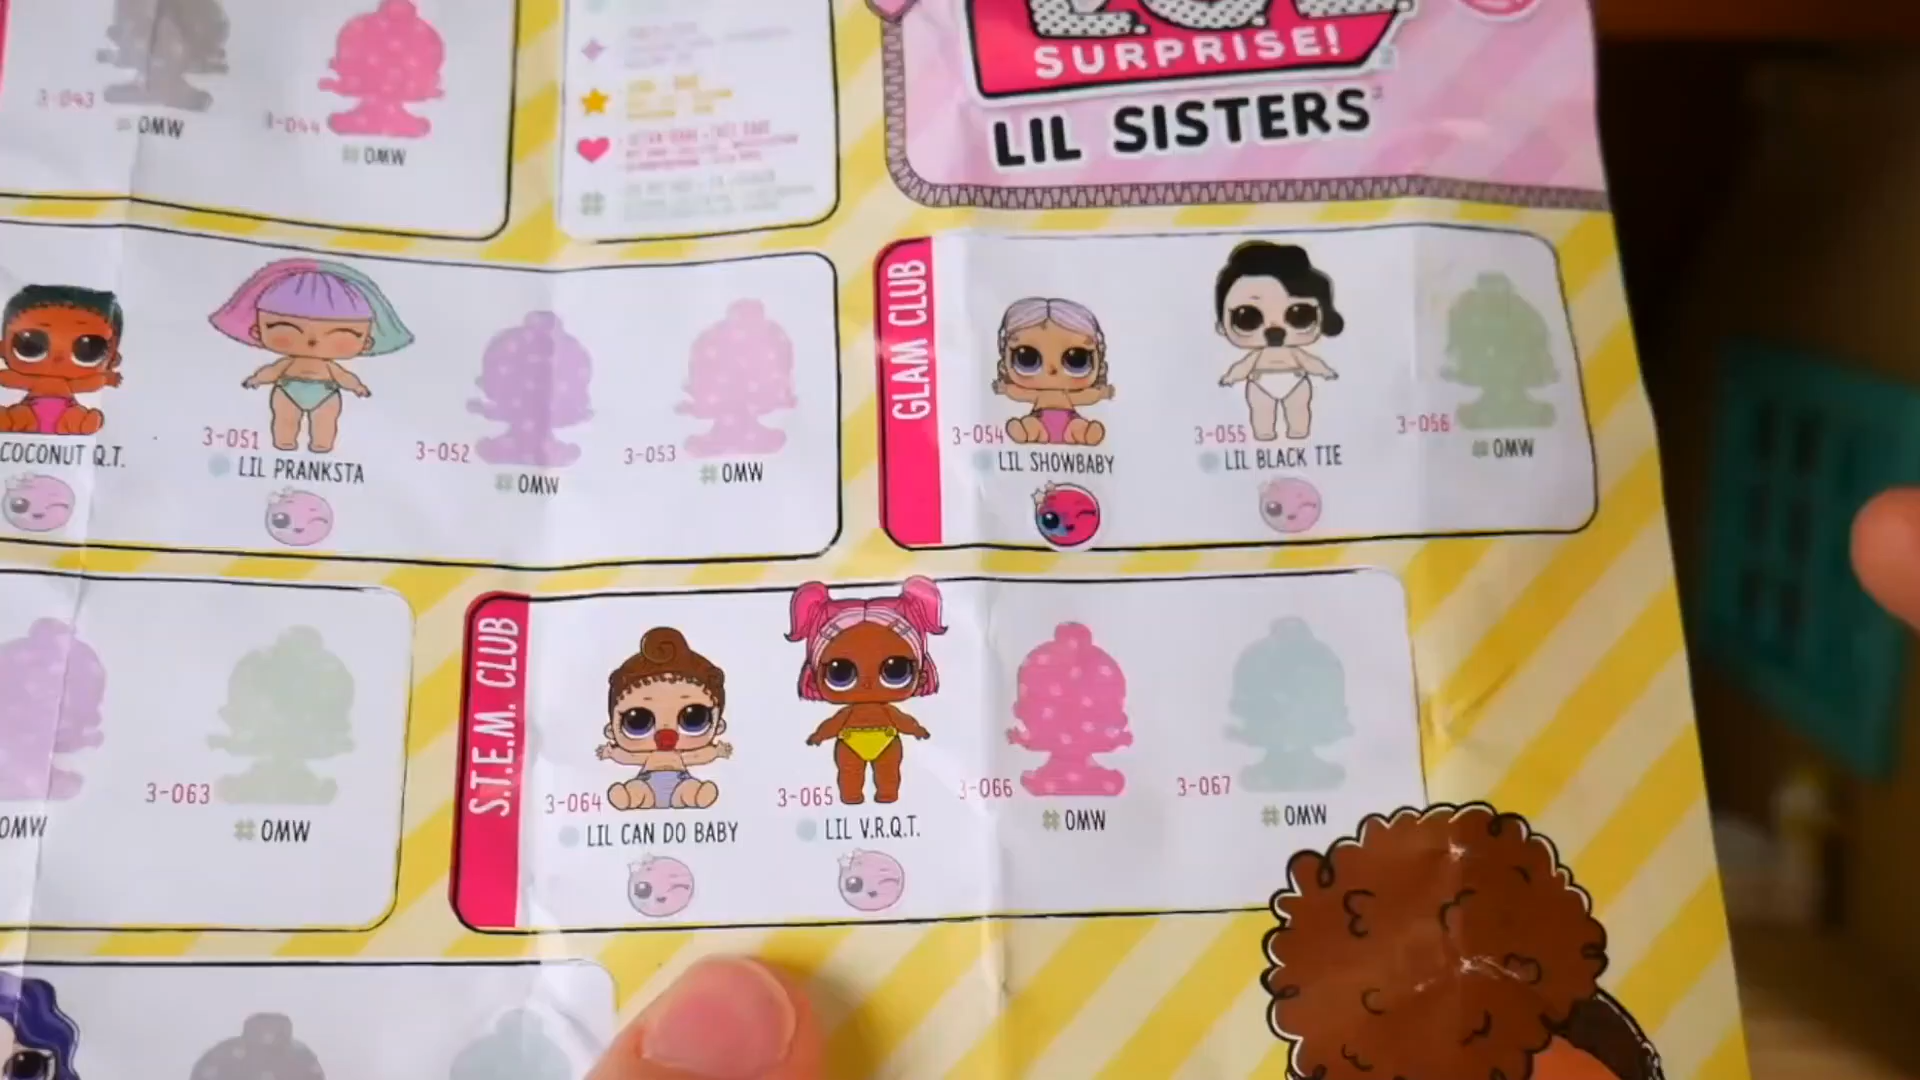 SURPRISE!
LIL SISTERS
3-043
# OMW
3-044
# OMW
COCONUT Q.T.
3-051
LIL PRANKSTA
3-052
# OMW
3-053
# OMW
GLAM CLUB
3-054
LIL SHOWBABY
3-055
LIL BLACK TIE
3-056
# OMW
OMW
3-063
# OMW
S.T.E.M. CLUB
3-064
LIL CAN DO BABY
3-065
LIL V.R.Q.T.
3-066
# OMW
3-067
# OMW